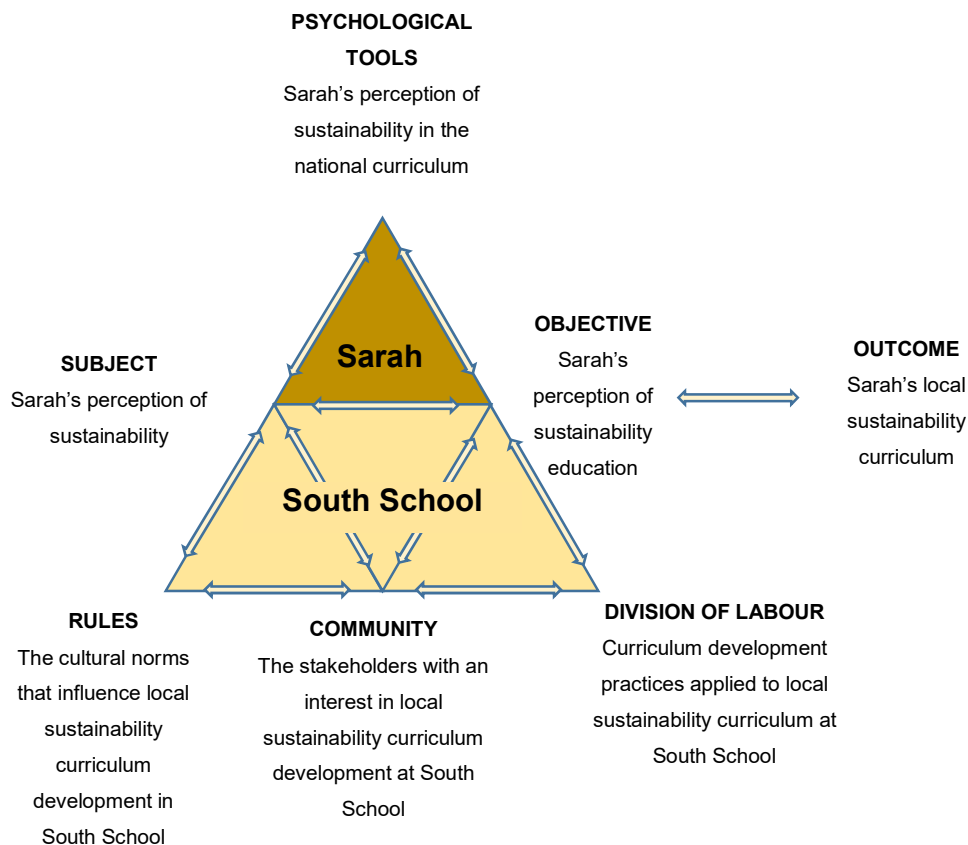 PSYCHOLOGICAL
TOOLS
Sarah’s perception of
sustainability in the
national curriculum
SUBJECT
Sarah’s perception of
sustainability
Sarah
OBJECTIVE
Sarah’s
perception of
sustainability
education
OUTCOME
Sarah’s local
sustainability
curriculum
South School
RULES
The cultural norms
that influence local
sustainability
curriculum
development in
South School
COMMUNITY
The stakeholders with an
interest in local
sustainability curriculum
development at South
School
DIVISION OF LABOUR
Curriculum development
practices applied to local
sustainability curriculum at
South School